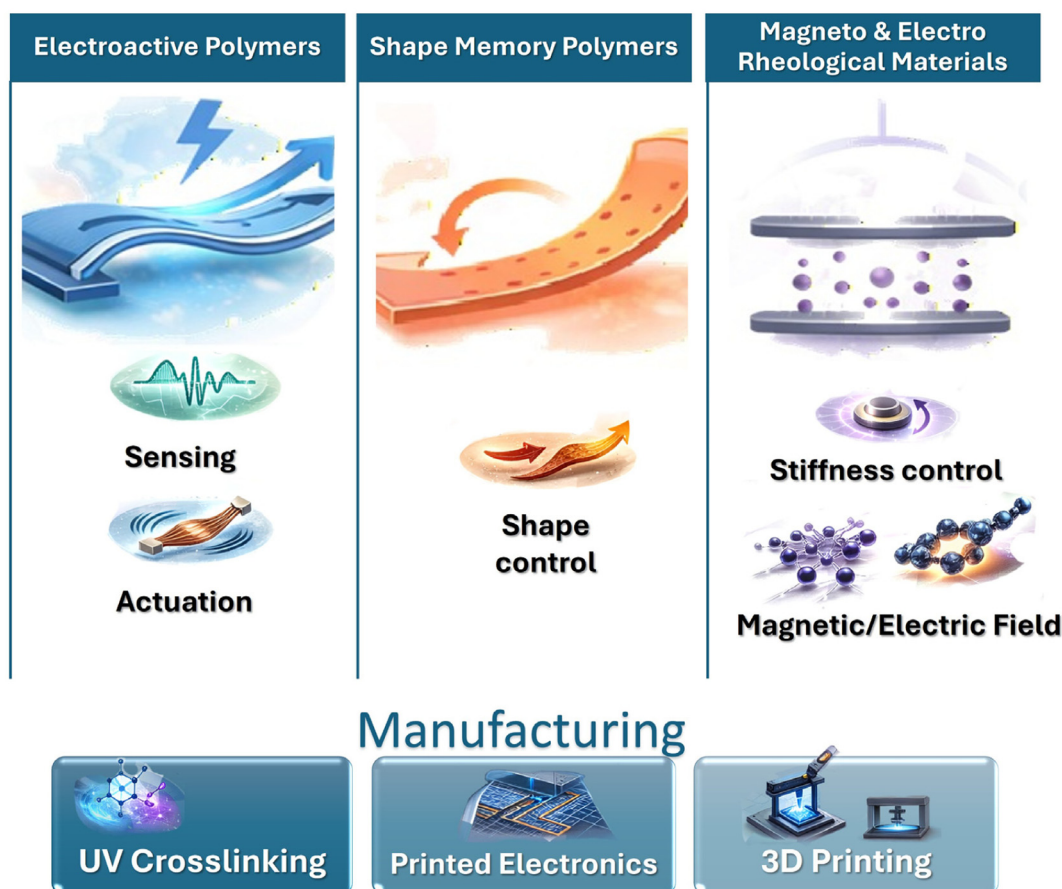 Electroactive Polymers
Shape Memory Polymers
Magneto & Electro
Rheological Materials
Sensing
Actuation
Shape
control
Stiffness control
Magnetic/Electric Field
Manufacturing
UV Crosslinking
Printed Electronics
3D Printing